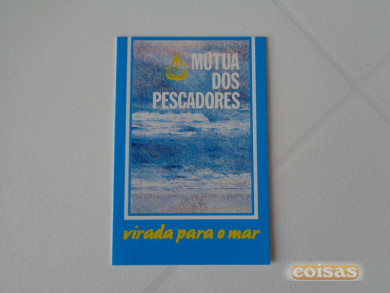 MÚTUA
DOS
PESCADORES
virada para o mar
coisas